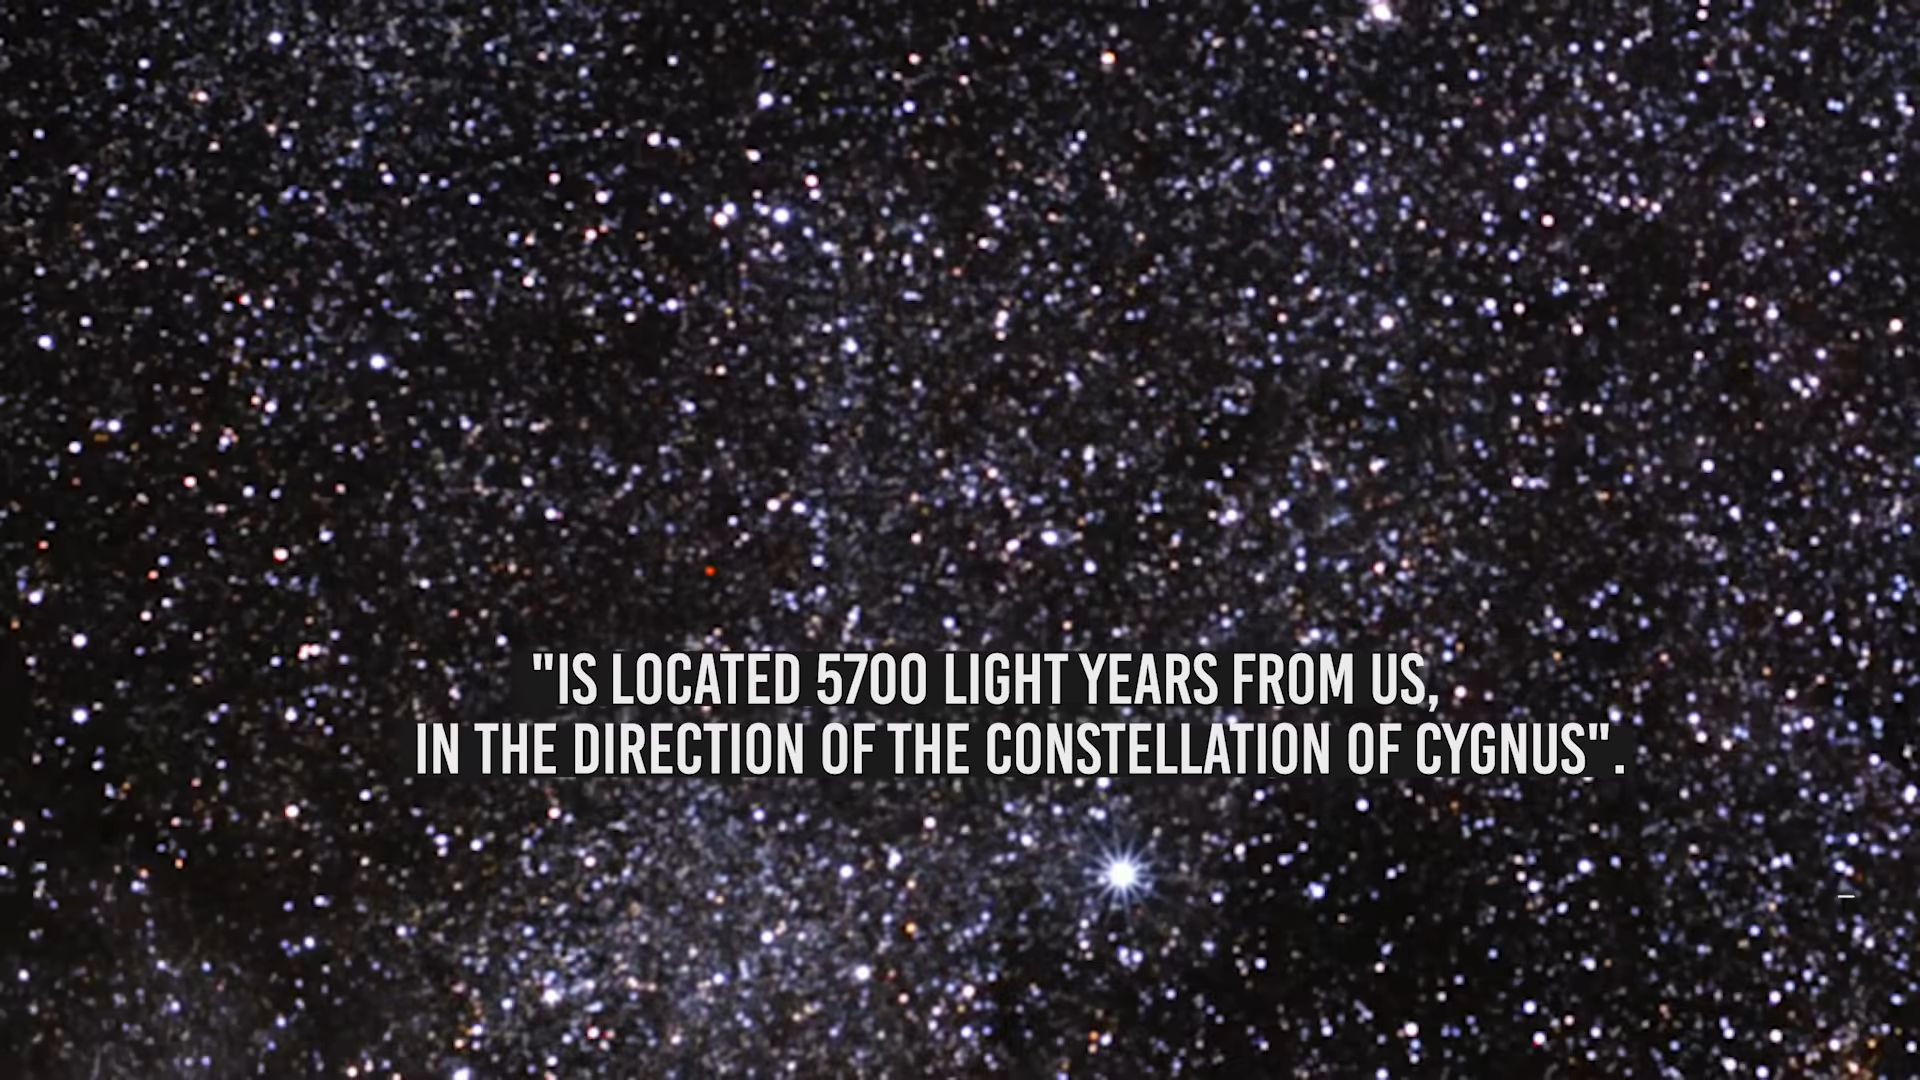 "IS LOCATED 5700 LIGHT YEARS FROM US,
IN THE DIRECTION OF THE CONSTELLATION OF CYGNUS".